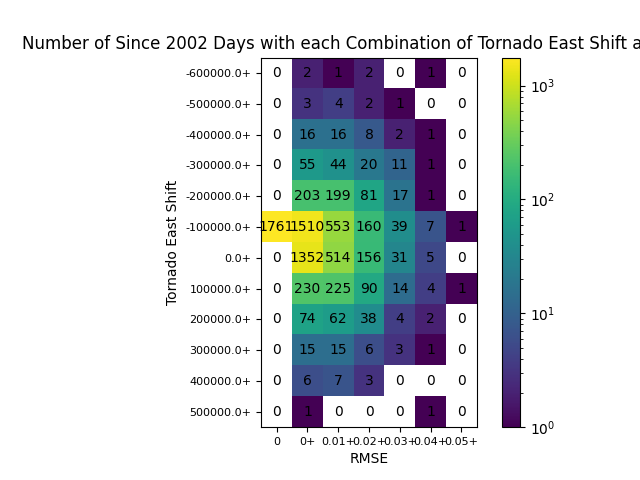 Number of Since 2002 Days with each Combination of Tornado East Shift a
Tornado East Shift
-600000.0+ 0 2 1 2 0 1 0
-500000.0+ 0 3 4 2 1 0 0
-400000.0+ 0 16 16 8 2 1 0
-300000.0+ 0 55 44 20 11 1 0
-200000.0+ 0 203 199 81 17 1 0
-100000.0+ 1761 1510 553 160 39 7 1
0.0+ 0 1352 514 156 31 5 0
100000.0+ 0 230 225 90 14 4 1
200000.0+ 0 74 62 38 4 2 0
300000.0+ 0 15 15 6 3 1 0
400000.0+ 0 6 7 3 0 0 0
500000.0+ 0 1 0 0 0 1 0
0 0+ 0.01+ 0.02+ 0.03+ 0.04+ 0.05+
RMSE
10³
10²
10¹
10⁰